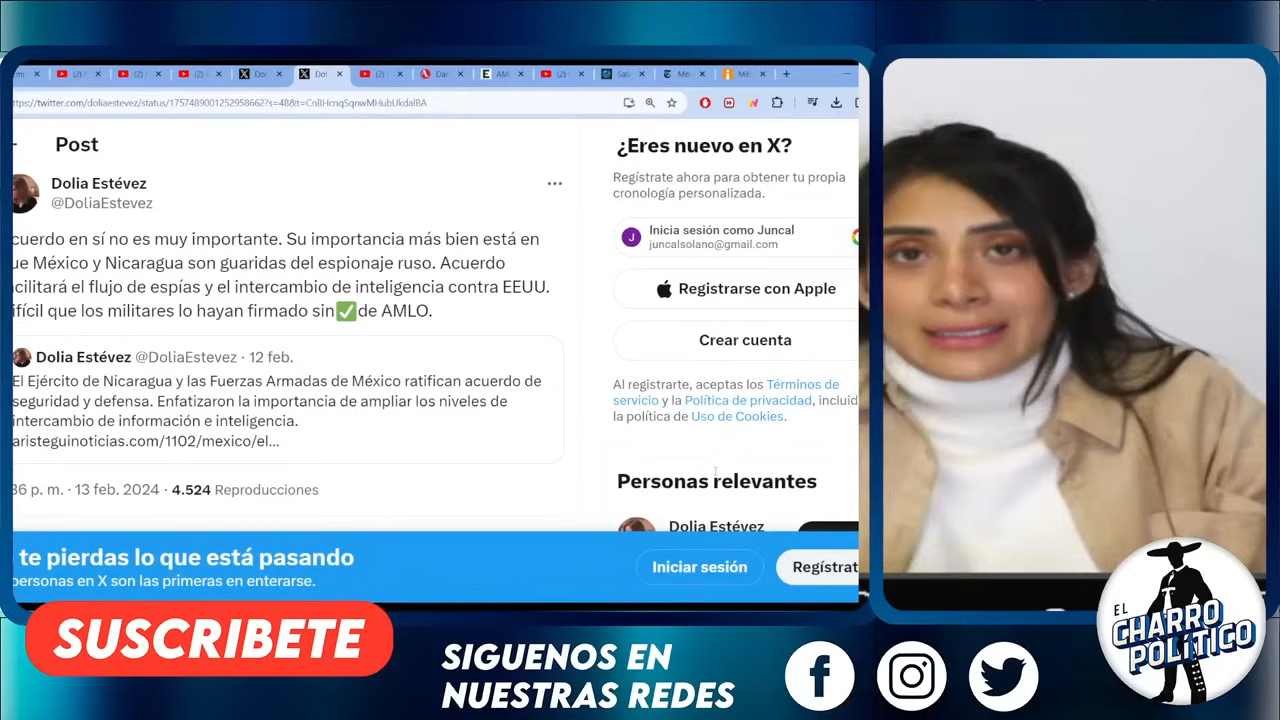 https://twitter.com/doliaestevez/status/1757489001252958662?s=48&t=CnBHcnqSqnwMHubUkdalBA
Post
Dolia Estévez
@DoliaEstevez
cuerdo en sí no es muy importante. Su importancia más bien está en
ue México y Nicaragua son guaridas del espionaje ruso. Acuerdo
cilitará el flujo de espías y el intercambio de inteligencia contra EEUU.
ifícil que los militares lo hayan firmado sin✅de AMLO.
Dolia Estévez @DoliaEstevez · 12 feb.
El Ejército de Nicaragua y las Fuerzas Armadas de México ratifican acuerdo de
seguridad y defensa. Enfatizaron la importancia de ampliar los niveles de
intercambio de información e inteligencia.
aristeguinoticias.com/1102/mexico/el...
36 p. m. · 13 feb. 2024 · 4.524 Reproducciones
¿Eres nuevo en X?
Regístrate ahora para obtener tu propia
cronología personalizada.
Inicia sesión como Juncal
juncalsolano@gmail.com
Registrarse con Apple
Crear cuenta
Al registrarte, aceptas los Términos de
servicio y la Política de privacidad, incluid
la política de Uso de Cookies.
Personas relevantes
Dolia Estévez
te pierdas lo que está pasando
personas en X son las primeras en enterarse.
Iniciar sesión
Regístrat
SUSCRIBETE
SIGUENOS EN
NUESTRAS REDES
EL
CHARRO
POLÍTICO